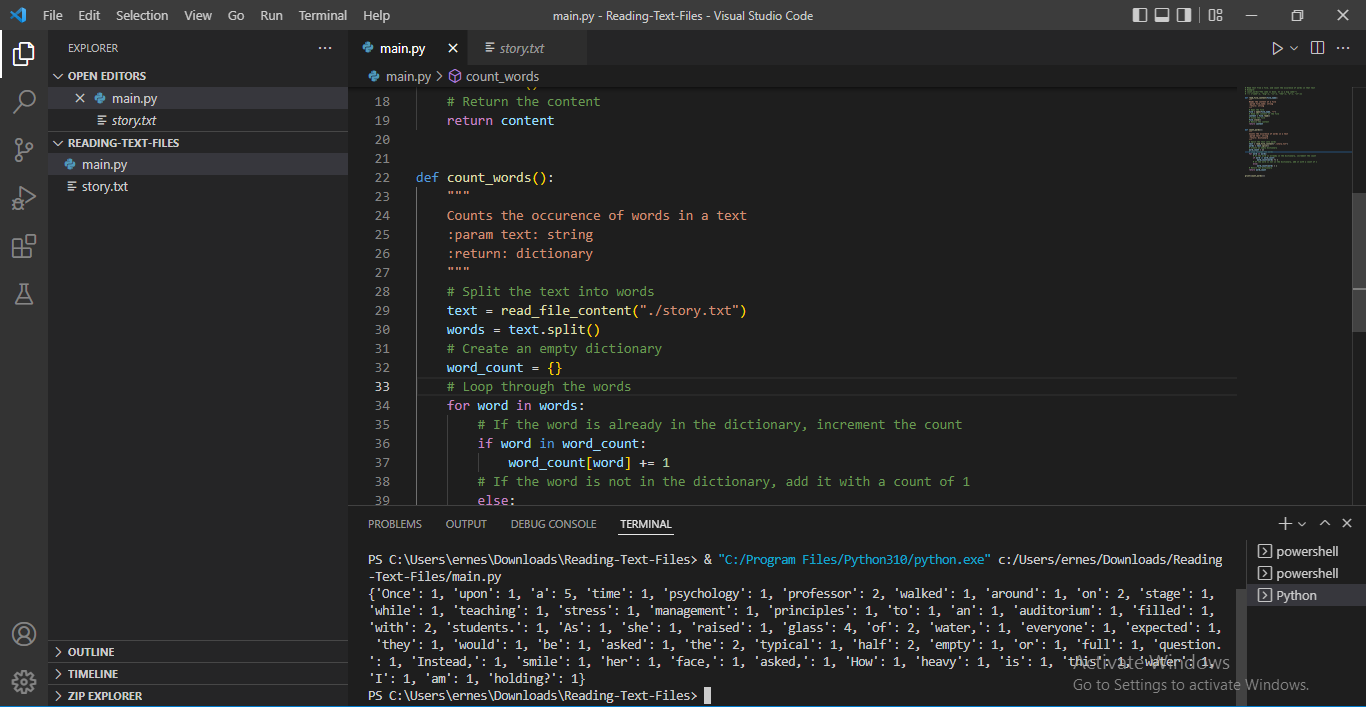 File Edit Selection View Go Run Terminal Help main.py - Reading-Text-Files - Visual Studio Code
EXPLORER
OPEN EDITORS
main.py
story.txt
READING-TEXT-FILES
main.py
story.txt
OUTLINE
TIMELINE
ZIP EXPLORER
main.py story.txt
main.py > count_words
18 # Return the content
19 return content
20
21
22 def count_words():
23 """
24 Counts the occurence of words in a text
25 :param text: string
26 :return: dictionary
27 """
28 # Split the text into words
29 text = read_file_content("./story.txt")
30 words = text.split()
31 # Create an empty dictionary
32 word_count = {}
33 # Loop through the words
34 for word in words:
35 # If the word is already in the dictionary, increment the count
36 if word in word_count:
37 word_count[word] += 1
38 # If the word is not in the dictionary, add it with a count of 1
39 else:
PROBLEMS OUTPUT DEBUG CONSOLE TERMINAL
PS C:\Users\ernes\Downloads\Reading-Text-Files> & "C:/Program Files/Python310/python.exe" c:/Users/ernes/Downloads/Reading
-Text-Files/main.py
{'Once': 1, 'upon': 1, 'a': 5, 'time': 1, 'psychology': 1, 'professor': 2, 'walked': 1, 'around': 1, 'on': 2, 'stage': 1,
'while': 1, 'teaching': 1, 'stress': 1, 'management': 1, 'principles': 1, 'to': 1, 'an': 1, 'auditorium': 1, 'filled': 1,
'with': 2, 'students.': 1, 'As': 1, 'she': 1, 'raised': 1, 'glass': 4, 'of': 2, 'water,': 1, 'everyone': 1, 'expected': 1,
'they': 1, 'would': 1, 'be': 1, 'asked': 1, 'the': 2, 'typical': 1, 'half': 2, 'empty': 1, 'or': 1, 'full': 1, 'question.
': 1, 'Instead,': 1, 'smile': 1, 'her': 1, 'face,': 1, 'asked,': 1, 'How': 1, 'heavy': 1, 'is': 1, 'this': 1, 'water': 1,
'I': 1, 'am': 1, 'holding?': 1}
PS C:\Users\ernes\Downloads\Reading-Text-Files>
powershell
powershell
Python
Activate Windows
Go to Settings to activate Windows.